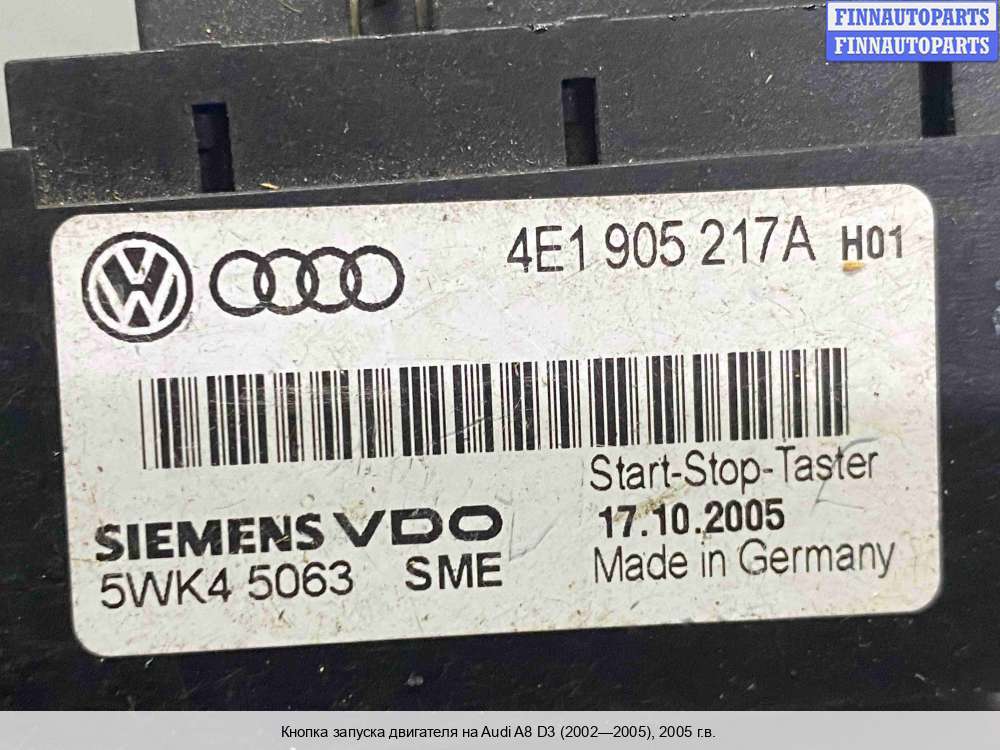 FINNAUTOPARTS
FINNAUTOPARTS
4E1 905 217A H01
Start-Stop-Taster
SIEMENS VDO 17.10.2005
5WK4 5063 SME Made in Germany
Кнопка запуска двигателя на Audi A8 D3 (2002—2005), 2005 г.в.